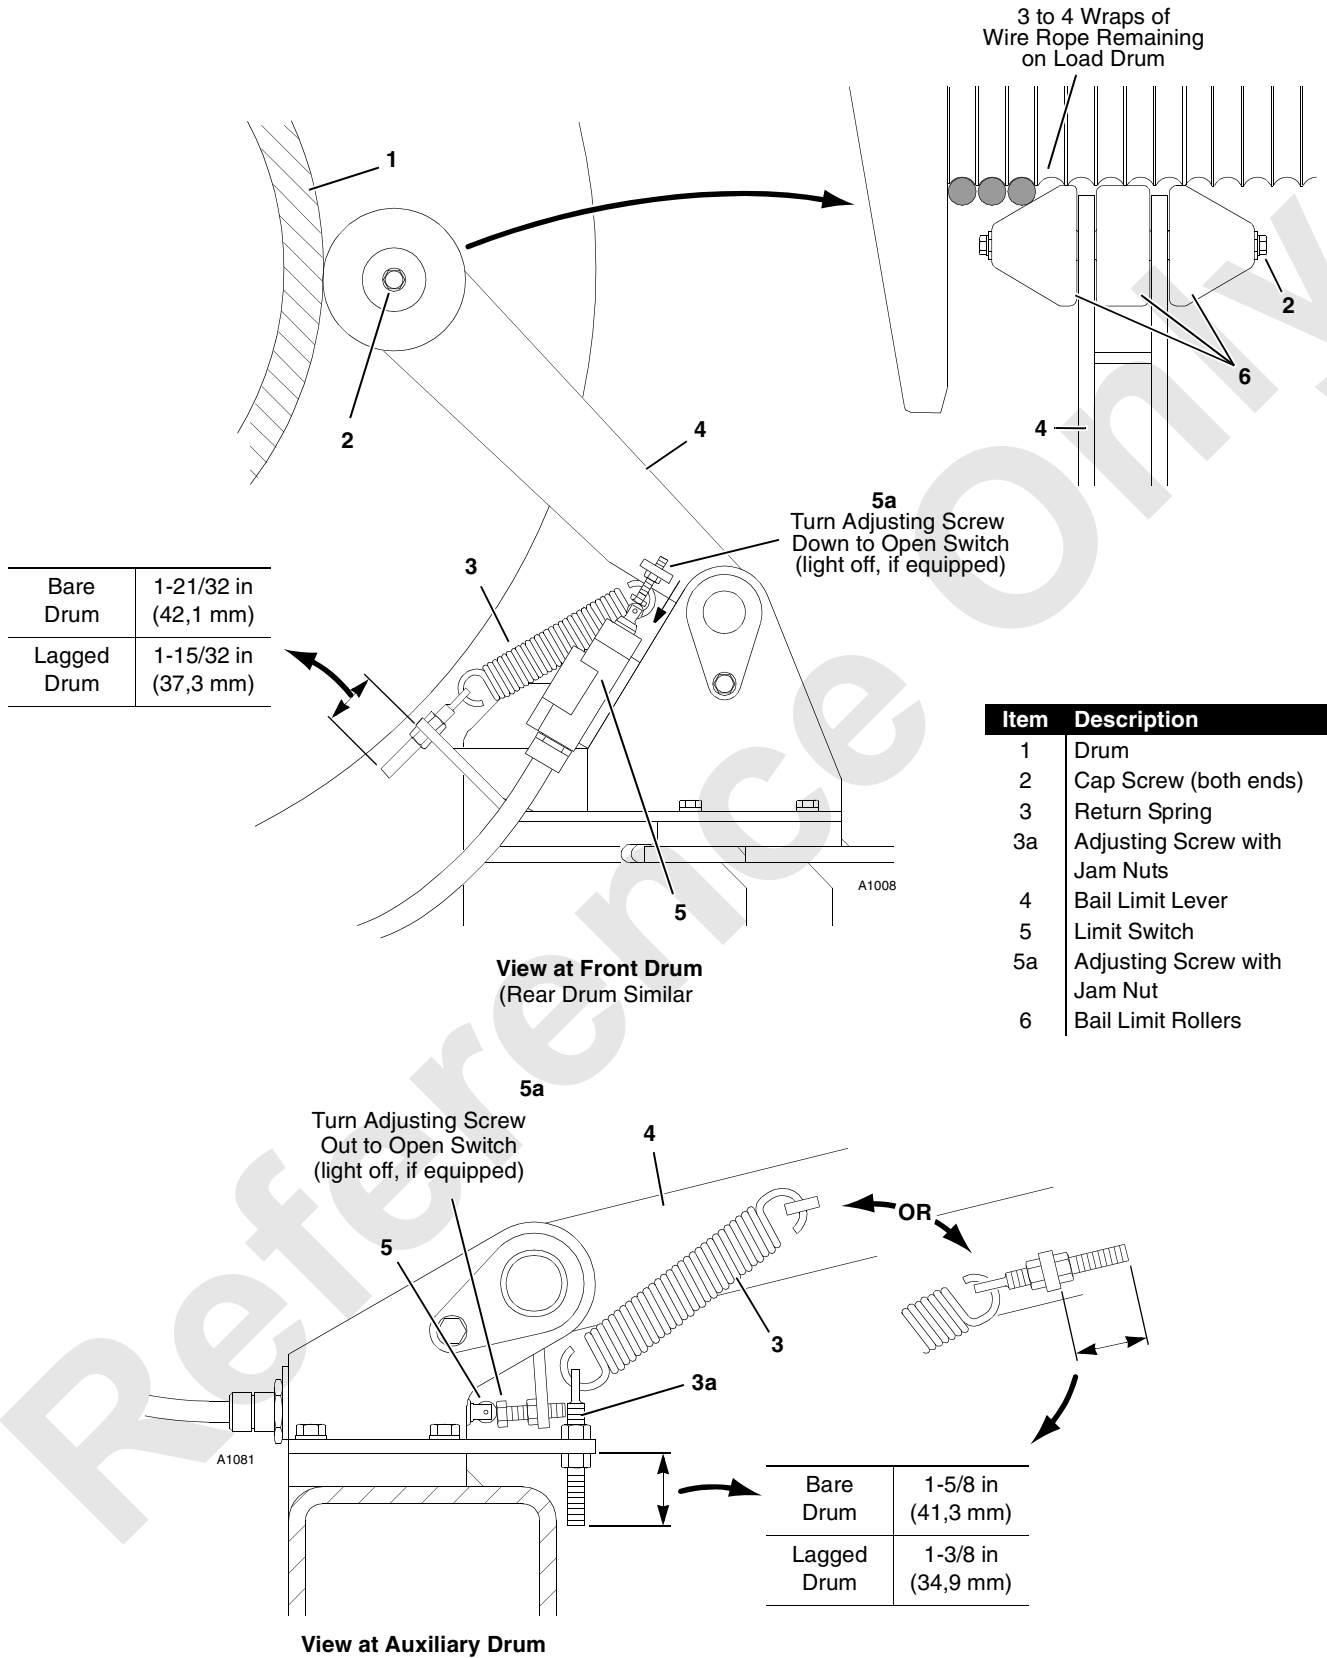 3 to 4 Wraps of
Wire Rope Remaining
on Load Drum
1
2
4
2
6
4
5a
Turn Adjusting Screw
Down to Open Switch
(light off, if equipped)
3
Bare Drum 1-21/32 in (42,1 mm)
Lagged Drum 1-15/32 in (37,3 mm)
5
A1008
View at Front Drum
(Rear Drum Similar
Item Description
1 Drum
2 Cap Screw (both ends)
3 Return Spring
3a Adjusting Screw with
Jam Nuts
4 Bail Limit Lever
5 Limit Switch
5a Adjusting Screw with
Jam Nut
6 Bail Limit Rollers
5a
Turn Adjusting Screw
Out to Open Switch
(light off, if equipped)
4
OR
5
3
3a
A1081
Bare Drum 1-5/8 in (41,3 mm)
Lagged Drum 1-3/8 in (34,9 mm)
View at Auxiliary Drum
Reference Only